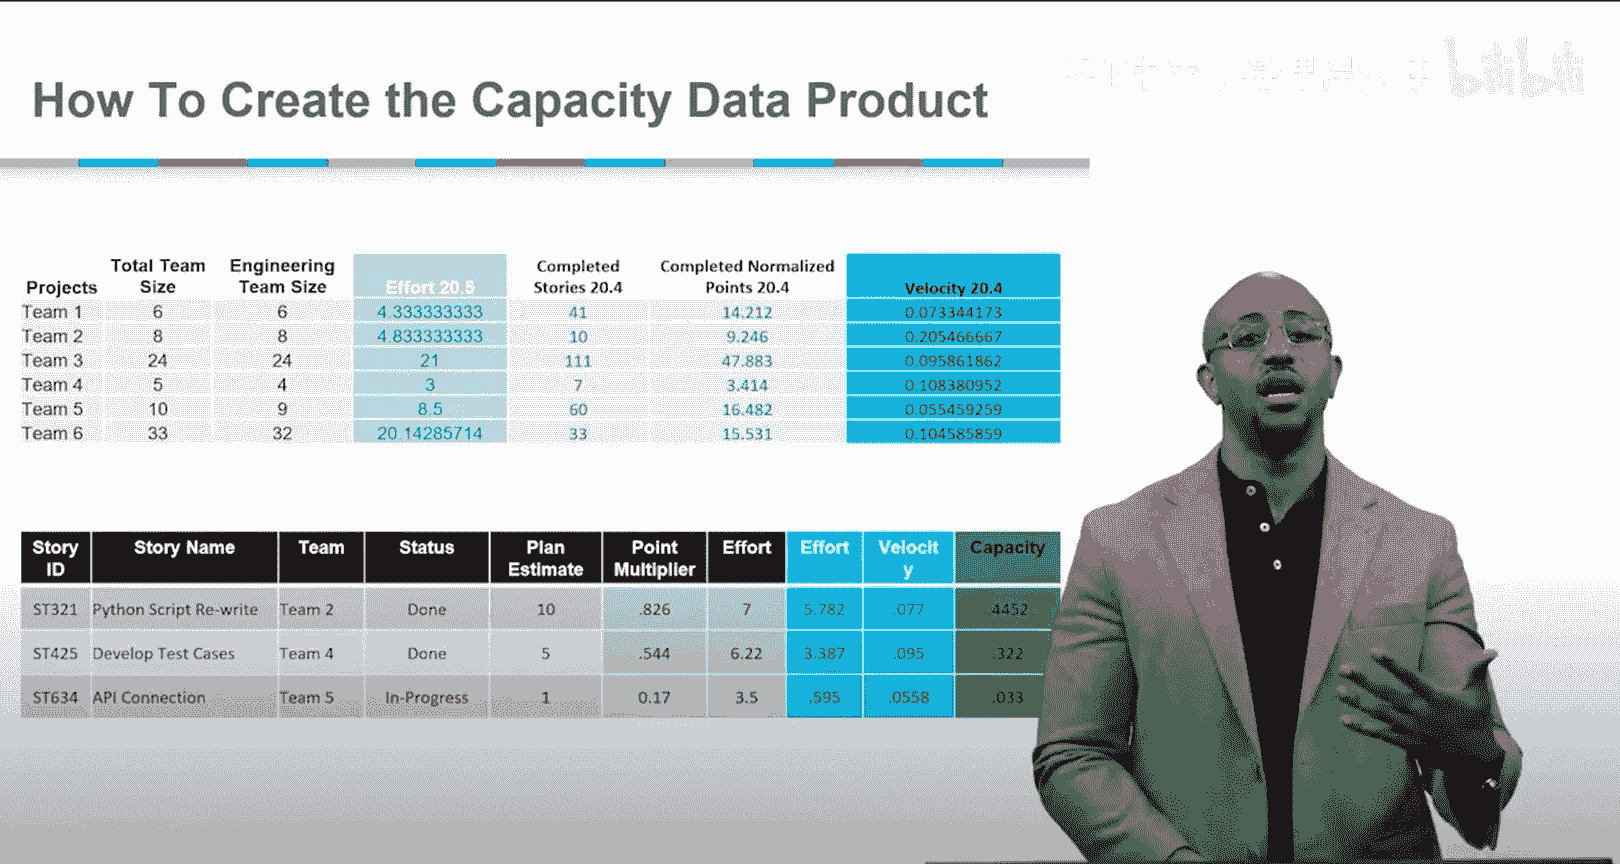 bilibili
How To Create the Capacity Data Product
Projects Total Team Size Engineering Team Size Effort 20.5 Completed Stories 20.4 Completed Normalized Points 20.4 Velocity 20.4
Team 1 6 6 4.333333333 41 14.212 0.073344173
Team 2 8 8 4.833333333 10 9.246 0.205466667
Team 3 24 24 21 111 47.883 0.095861862
Team 4 5 4 3 7 3.414 0.108380952
Team 5 10 9 8.5 60 16.482 0.055459259
Team 6 33 32 20.14285714 33 15.531 0.104585859
Story ID Story Name Team Status Plan Estimate Point Multiplier Effort Effort Velocity Capacity
ST321 Python Script Re-write Team 2 Done 10 .826 7 5.782 .077 .4452
ST425 Develop Test Cases Team 4 Done 5 .544 6.22 3.387 .095 .322
ST634 API Connection Team 5 In-Progress 1 0.17 3.5 .595 .0558 .033